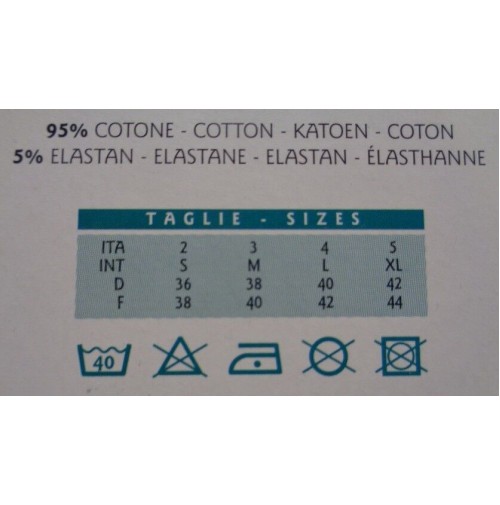 95% COTONE - COTTON - KATOEN - COTON
5% ELASTAN - ELASTANE - ELASTAN - ÉLASTHANNE
TAGLIE - SIZES
ITA 2 3 4 5
INT S M L XL
D 36 38 40 42
F 38 40 42 44
40